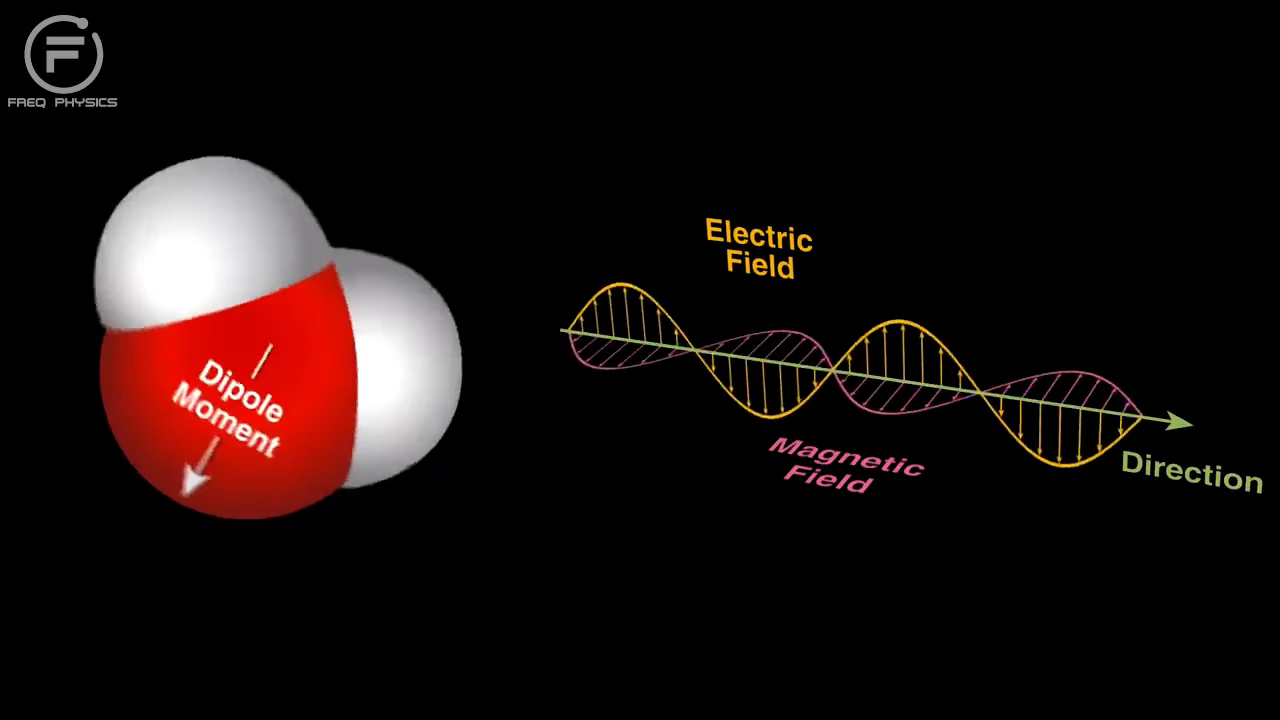 FREQ PHYSICS
Electric
Field
Dipole
Moment
Magnetic
Field
Direction